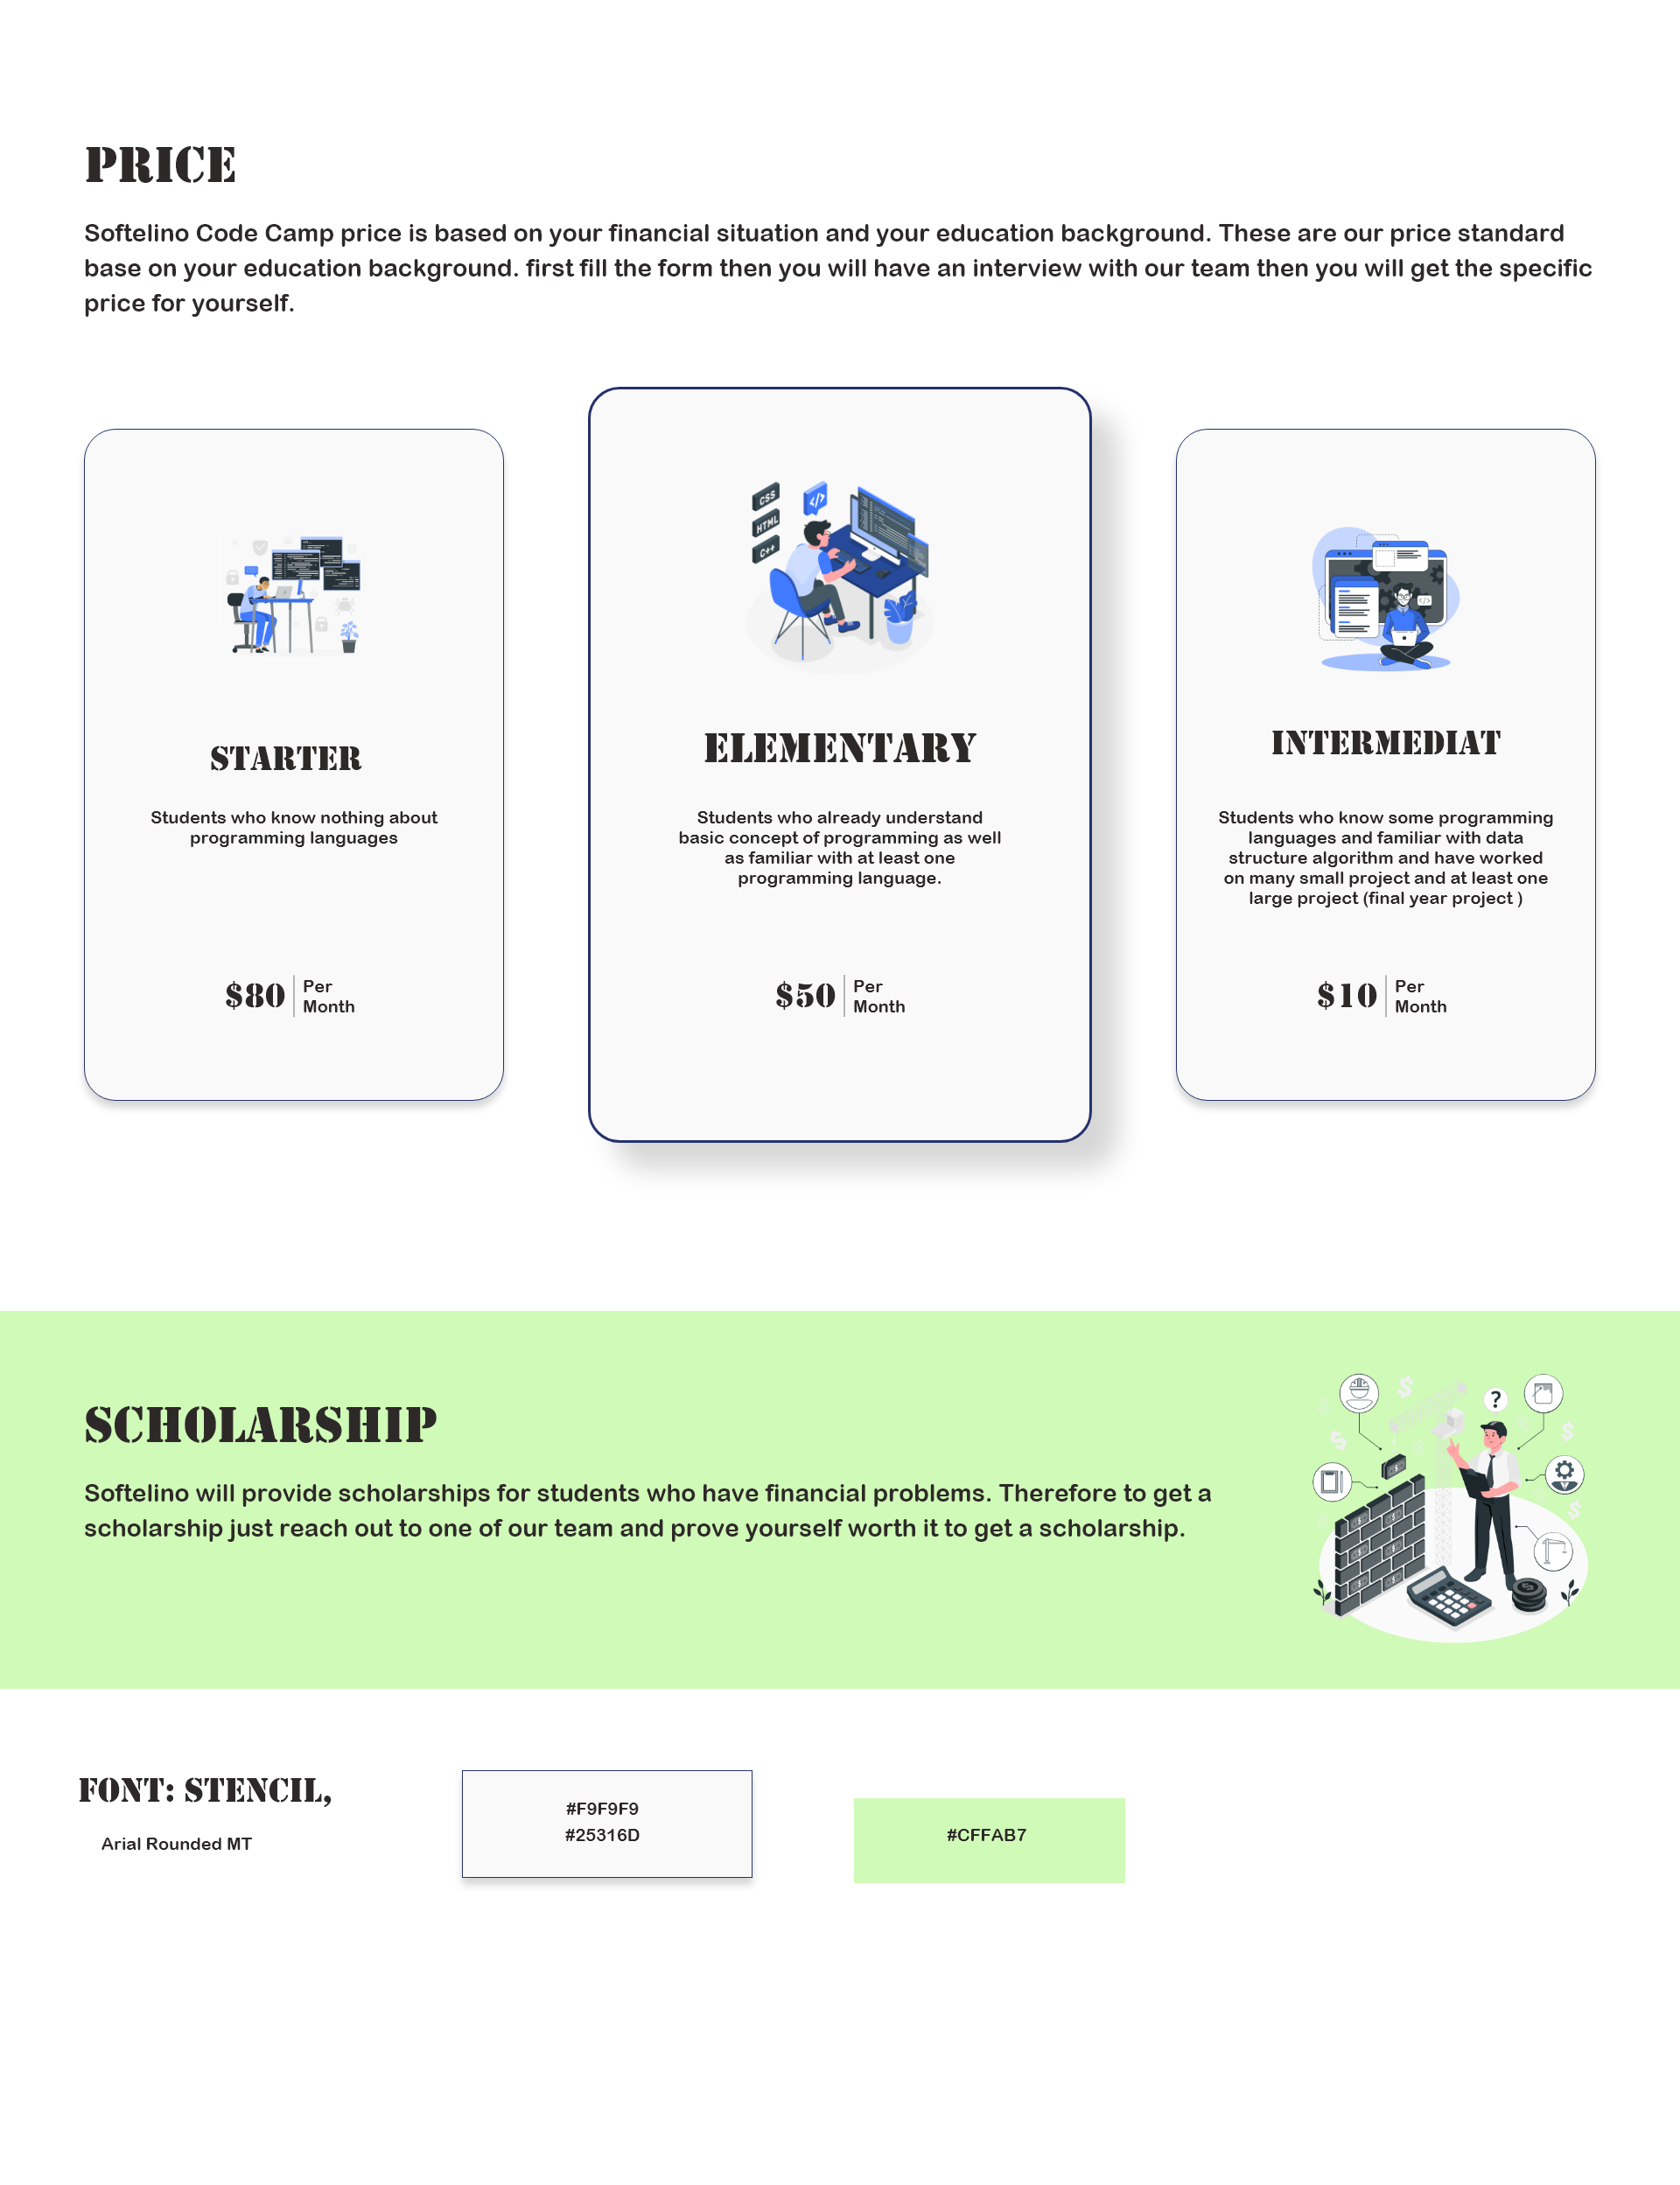 PRICE
Softelino Code Camp price is based on your financial situation and your education background. These are our price standard
base on your education background. first fill the form then you will have an interview with our team then you will get the specific
price for yourself.
CSS
</>
HTML
C++
STARTER
Students who know nothing about
programming languages
$80
Per
Month
ELEMENTARY
Students who already understand
basic concept of programming as well
as familiar with at least one
programming language.
$50
Per
Month
INTERMEDIAT
Students who know some programming
languages and familiar with data
structure algorithm and have worked
on many small project and at least one
large project (final year project )
$10
Per
Month
SCHOLARSHIP
Softelino will provide scholarships for students who have financial problems. Therefore to get a
scholarship just reach out to one of our team and prove yourself worth it to get a scholarship.
?
FONT: STENCIL,
Arial Rounded MT
#F9F9F9
#25316D
#CFFAB7